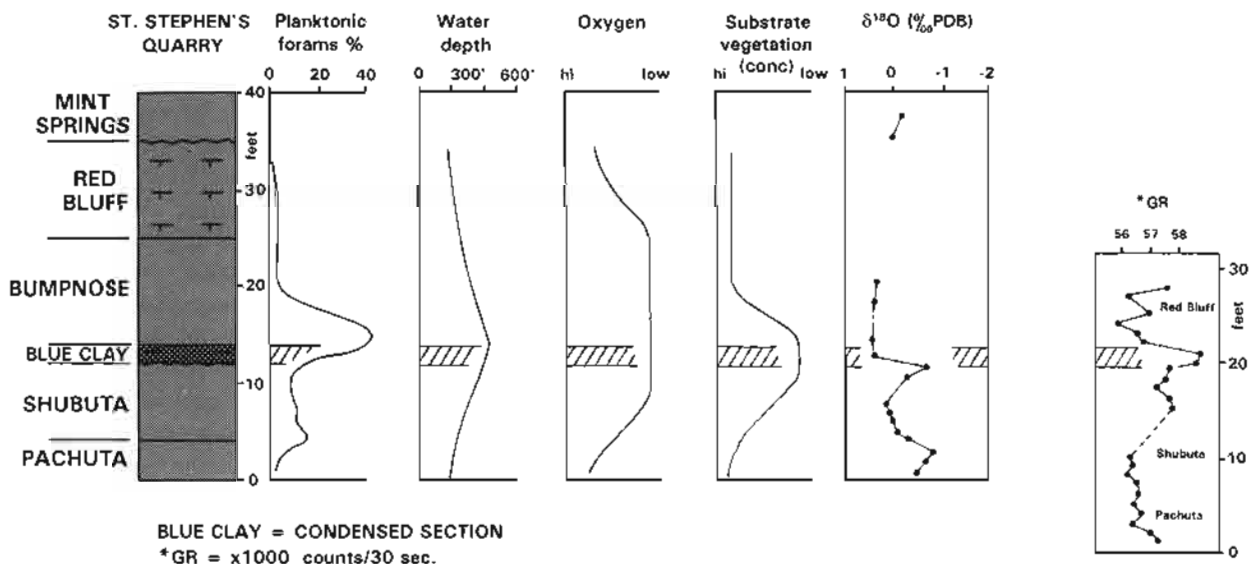 ST. STEPHEN'S
QUARRY
Planktonic
forams %
0 20 40
Water
depth
0 300' 600'
Oxygen
hi low
Substrate
vegetation
(conc)
hi low
δ18O (‰PDB)
1 0 -1 -2
MINT
SPRINGS
RED
BLUFF
BUMPNOSE
BLUE CLAY
SHUBUTA
PACHUTA
40
feet
30
20
10
0
*GR
56 57 58
Red Bluff
Shubuta
Pachuta
30
feet
20
10
0
BLUE CLAY = CONDENSED SECTION
*GR = x1000 counts/30 sec.